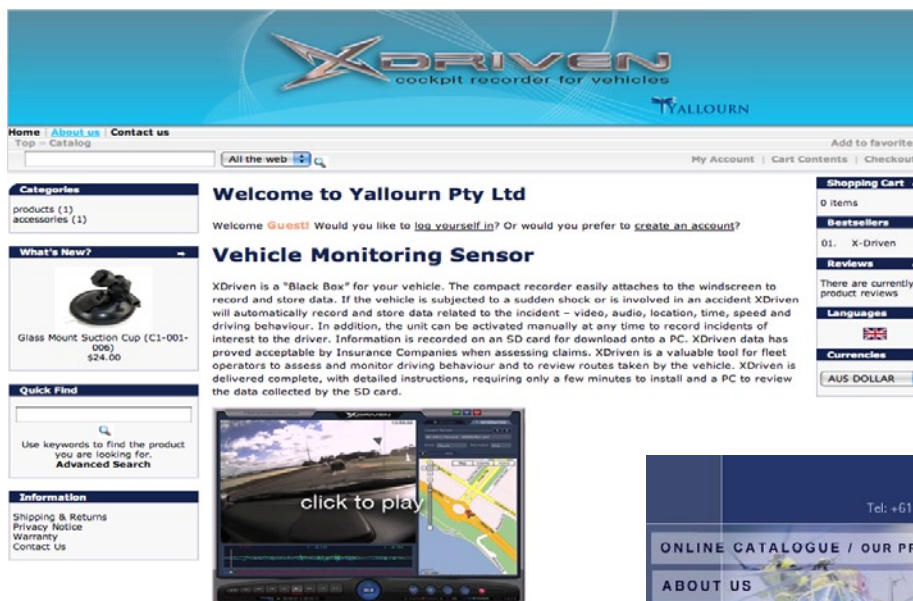 XDRIVEN
cockpit recorder for vehicles
YALLOURN
Home | About us | Contact us
Top » Catalog
Add to favorite
All the web
My Account | Cart Contents | Checkout
Categories
products (1)
accessories (1)
What's New?
Glass Mount Suction Cup (C1-001-
006)
$24.00
Quick Find
Use keywords to find the product
you are looking for.
Advanced Search
Information
Shipping & Returns
Privacy Notice
Warranty
Contact Us
Welcome to Yallourn Pty Ltd
Welcome Guest! Would you like to log yourself in? Or would you prefer to create an account?
Vehicle Monitoring Sensor
XDriven is a "Black Box" for your vehicle. The compact recorder easily attaches to the windscreen to
record and store data. If the vehicle is subjected to a sudden shock or is involved in an accident XDriven
will automatically record and store data related to the incident – video, audio, location, time, speed and
driving behaviour. In addition, the unit can be activated manually at any time to record incidents of
interest to the driver. Information is recorded on an SD card for download onto a PC. XDriven data has
proved acceptable by Insurance Companies when assessing claims. XDriven is a valuable tool for fleet
operators to assess and monitor driving behaviour and to review routes taken by the vehicle. XDriven is
delivered complete, with detailed instructions, requiring only a few minutes to install and a PC to review
the data collected by the SD card.
XDRIVEN
click to play
Shopping Cart
0 items
Bestsellers
01. X-Driven
Reviews
There are currently
product reviews
Languages
Currencies
AUS DOLLAR
Tel: +61
ONLINE CATALOGUE / OUR PR
ABOUT US